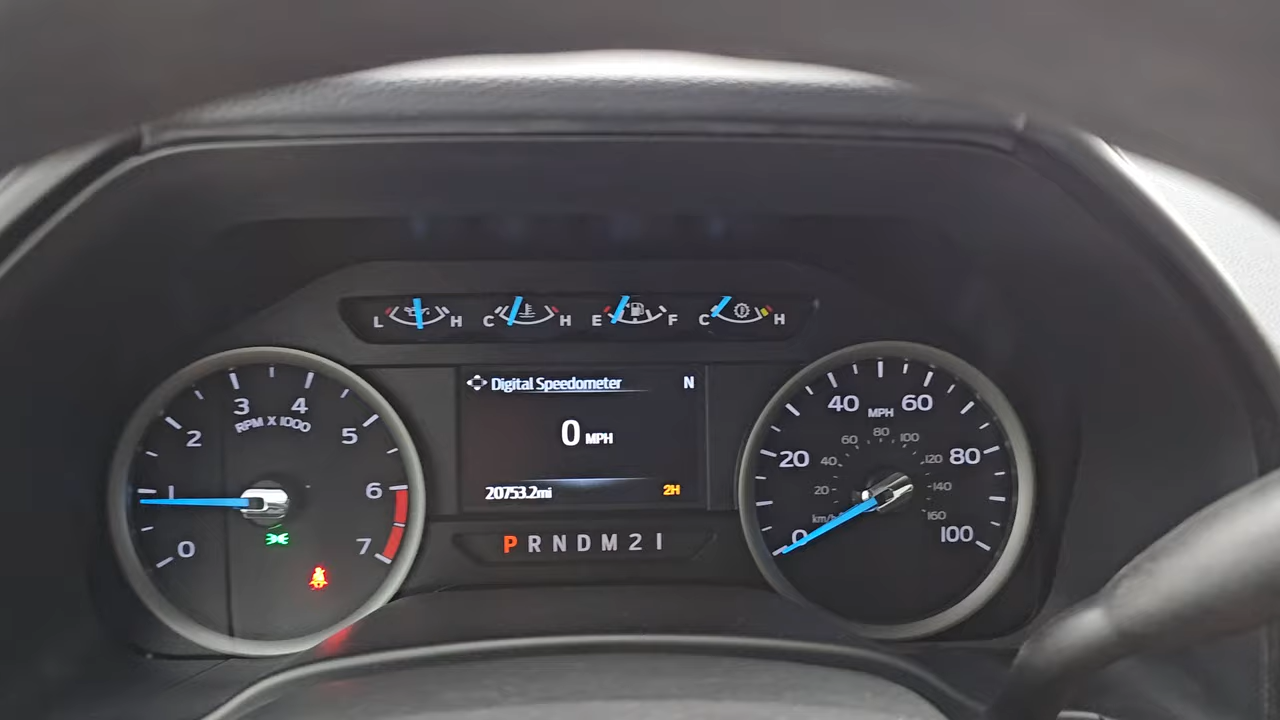 L H C H E F C H
Digital Speedometer N
0 MPH
20753.2mi 2H
P R N D M 2 1
0 1 2 3 4 5 6 7
RPM X 1000
0 20 40 60 80 100
MPH
20 40 60 80 100 120 140 160
km/h